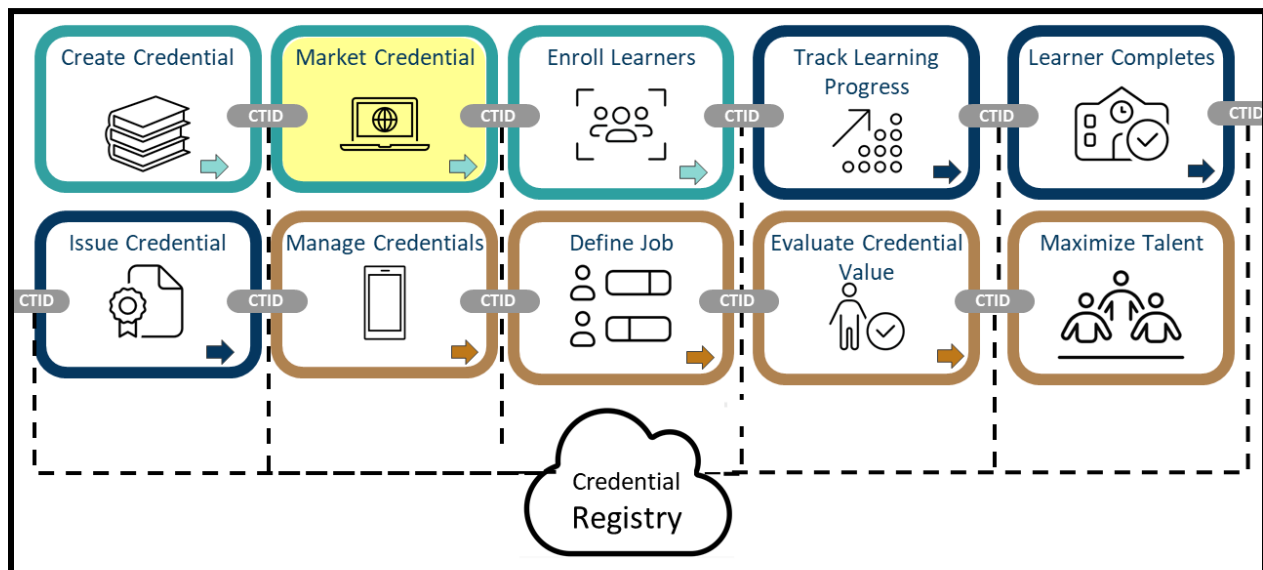 Create Credential
Market Credential
Enroll Learners
Track Learning
Progress
Learner Completes
CTID
CTID
CTID
CTID
CTID
Issue Credential
Manage Credentials
Define Job
Evaluate Credential
Value
Maximize Talent
CTID
CTID
CTID
CTID
CTID
Credential
Registry